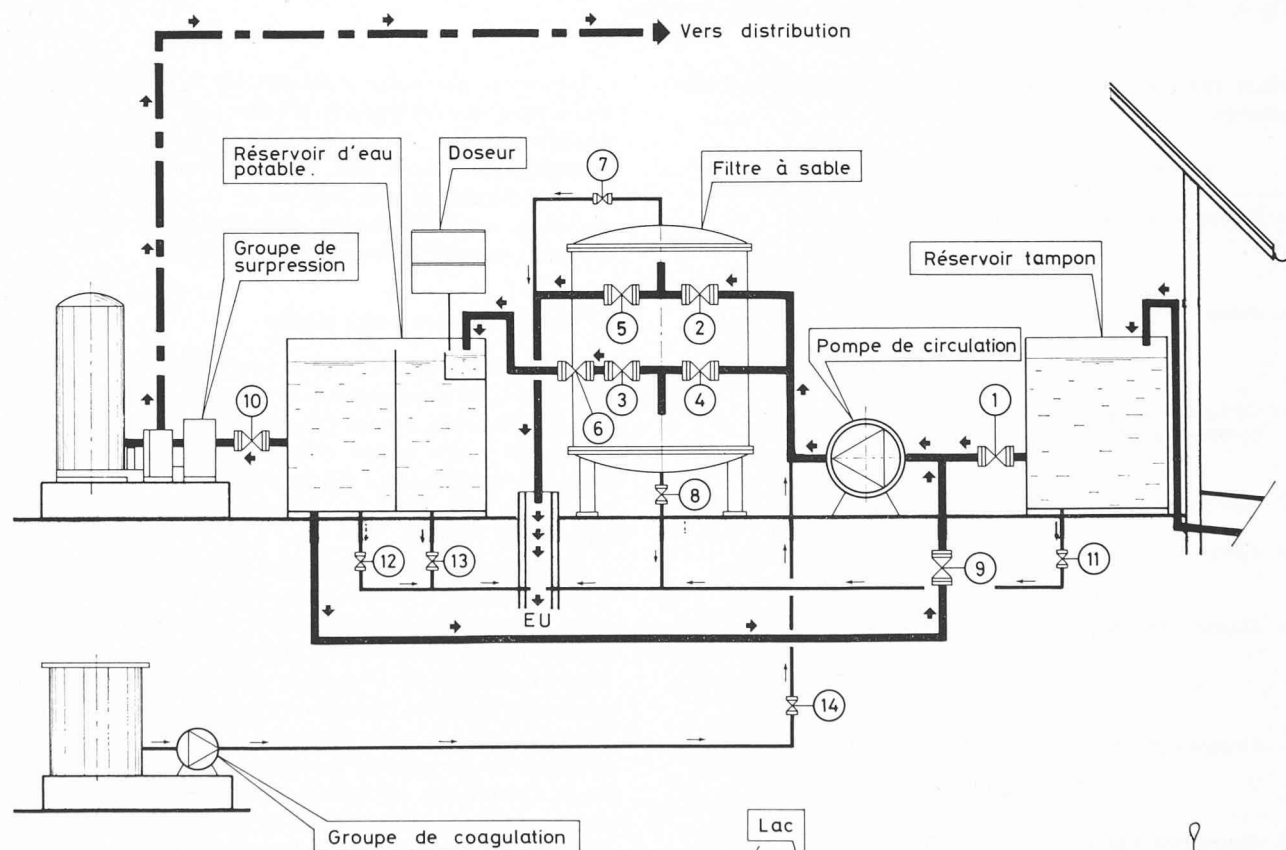 Vers distribution
Réservoir d'eau
potable.
Doseur
7
Filtre à sable
Groupe de
surpression
Réservoir tampon
5
2
Pompe de circulation
10
3
4
1
6
8
12
13
9
11
EU
14
Lac
Groupe de coagulation